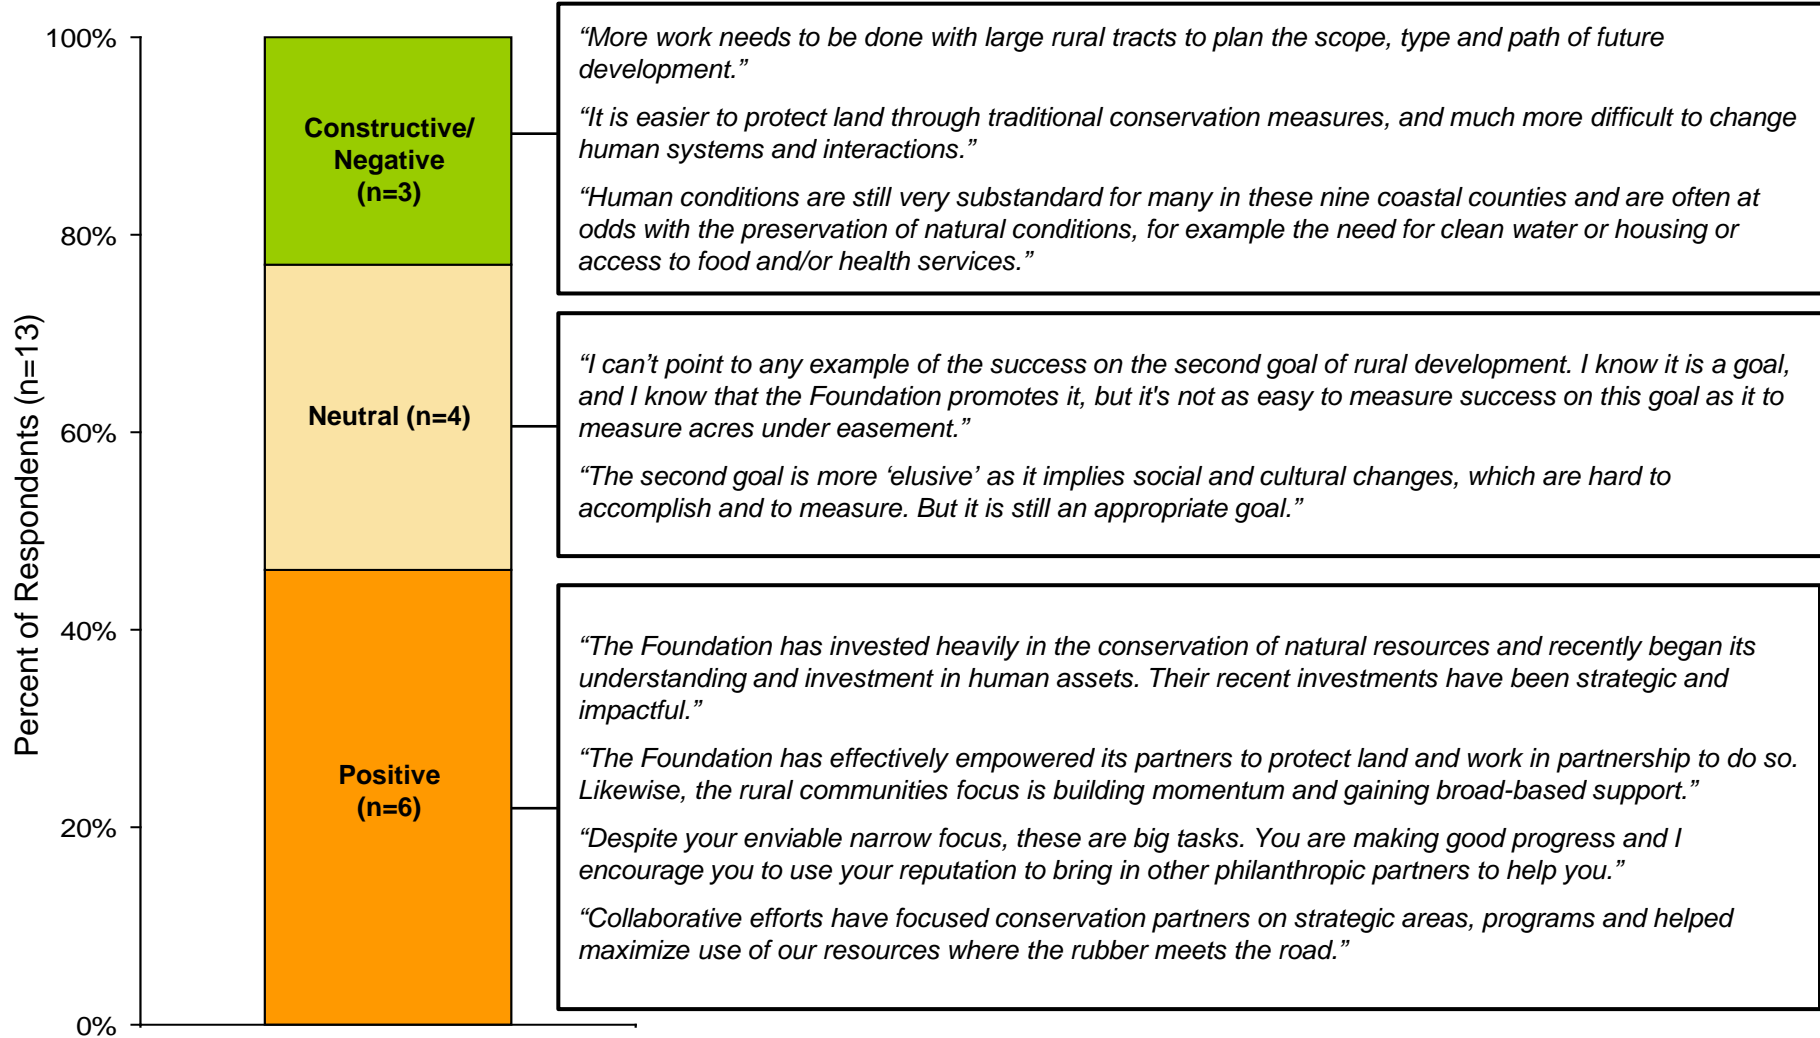 100%
80%
60%
40%
20%
0%
Percent of Respondents (n=13)
Constructive/
Negative
(n=3)
Neutral (n=4)
Positive
(n=6)
“More work needs to be done with large rural tracts to plan the scope, type and path of future
development.”
“It is easier to protect land through traditional conservation measures, and much more difficult to change
human systems and interactions.”
“Human conditions are still very substandard for many in these nine coastal counties and are often at
odds with the preservation of natural conditions, for example the need for clean water or housing or
access to food and/or health services.”
“I can’t point to any example of the success on the second goal of rural development. I know it is a goal,
and I know that the Foundation promotes it, but it's not as easy to measure success on this goal as it to
measure acres under easement.”
“The second goal is more ‘elusive’ as it implies social and cultural changes, which are hard to
accomplish and to measure. But it is still an appropriate goal.”
“The Foundation has invested heavily in the conservation of natural resources and recently began its
understanding and investment in human assets. Their recent investments have been strategic and
impactful.”
“The Foundation has effectively empowered its partners to protect land and work in partnership to do so.
Likewise, the rural communities focus is building momentum and gaining broad-based support.”
“Despite your enviable narrow focus, these are big tasks. You are making good progress and I
encourage you to use your reputation to bring in other philanthropic partners to help you.”
“Collaborative efforts have focused conservation partners on strategic areas, programs and helped
maximize use of our resources where the rubber meets the road.”